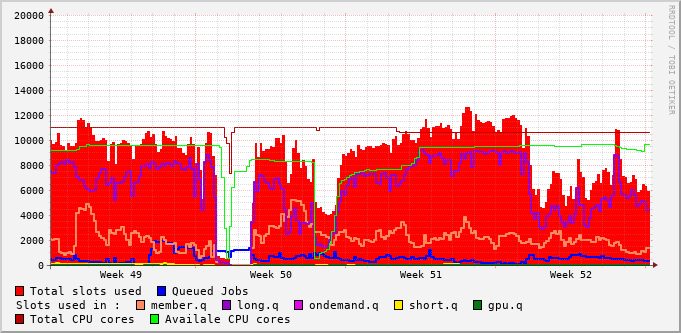 20000
18000
16000
14000
12000
10000
8000
6000
4000
2000
0
Week 49 Week 50 Week 51 Week 52
Total slots used Queued Jobs
Slots used in : member.q long.q ondemand.q short.q gpu.q
Total CPU cores Availale CPU cores
RRDTOOL / TOBI OETIKER